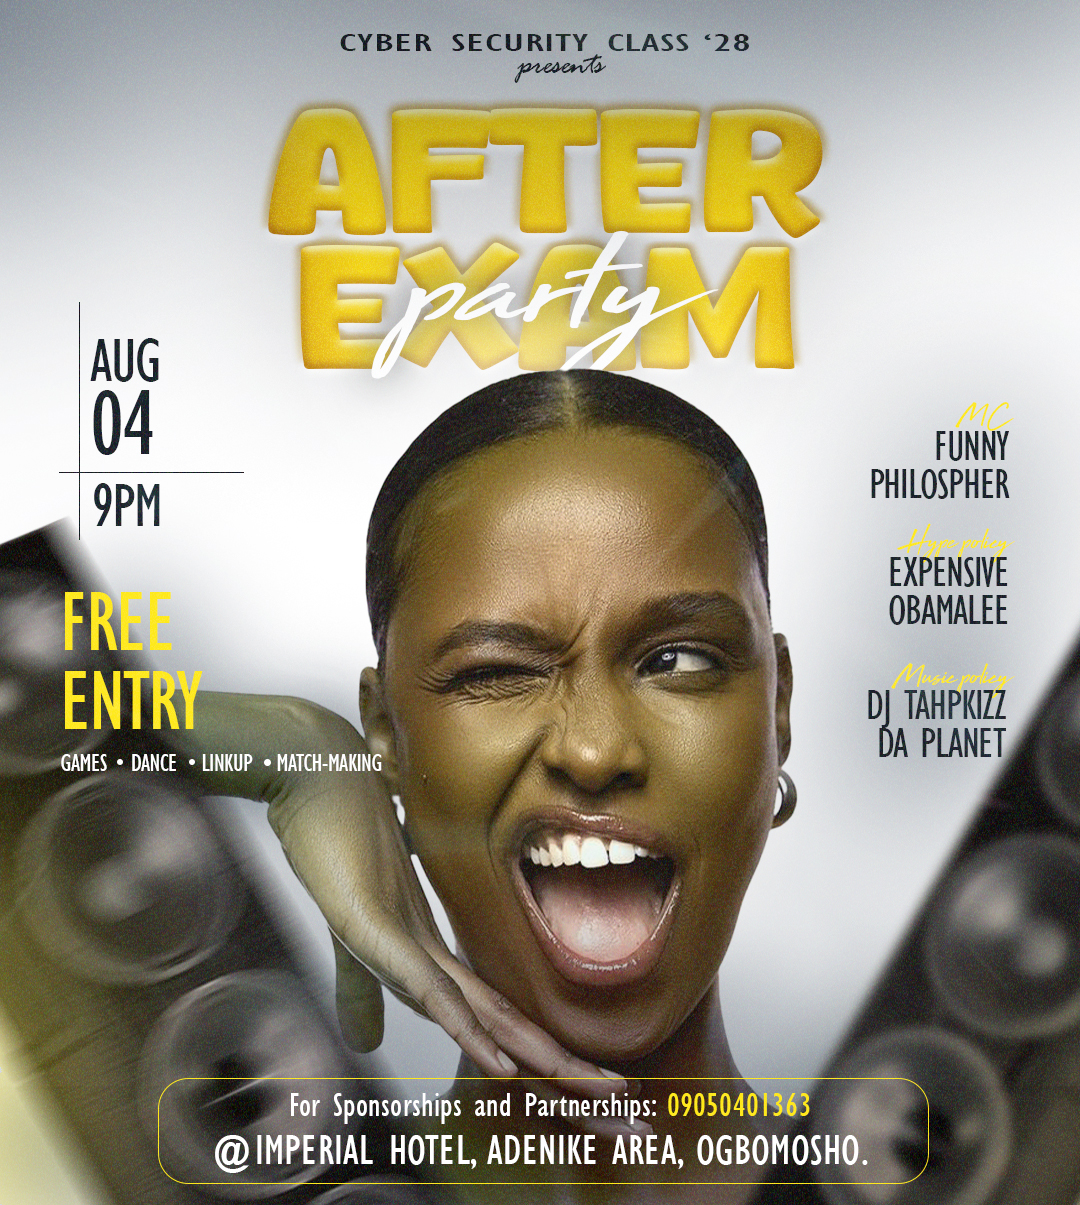 CYBER SECURITY CLASS ‘28
presents
AFTER
EXAM
party
AUG
04
9PM
FREE
ENTRY
GAMES • DANCE • LINKUP • MATCH-MAKING
MC
FUNNY
PHILOSPHER
Hype policy
EXPENSIVE
OBAMALEE
Music policy
DJ TAHPKIZZ
DA PLANET
For Sponsorships and Partnerships: 09050401363
@IMPERIAL HOTEL, ADENIKE AREA, OGBOMOSHO.